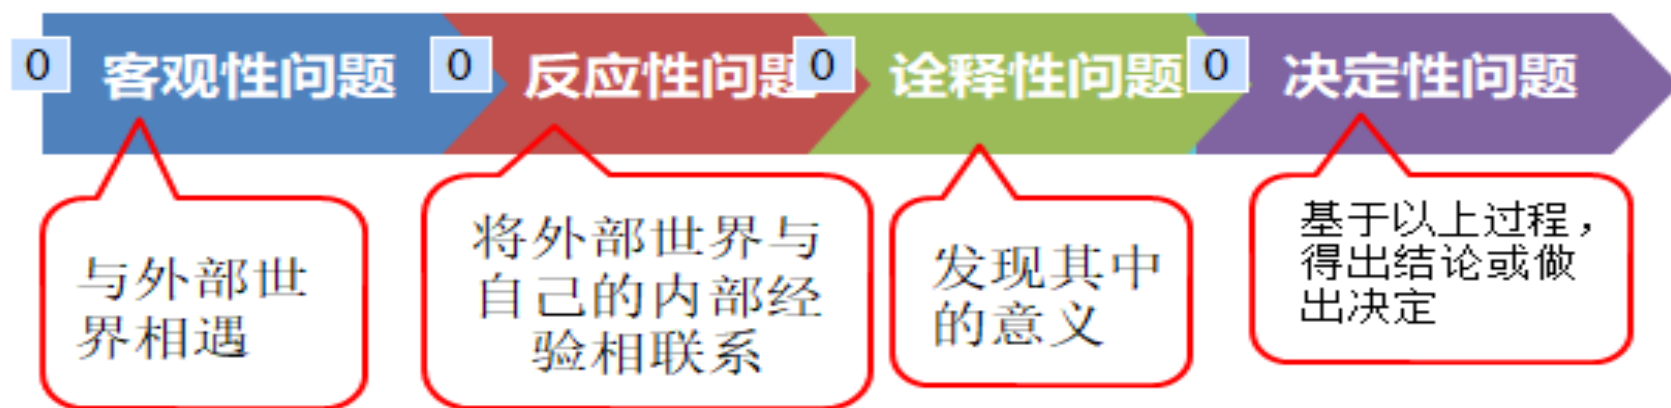 0 客观性问题 0 反应性问题 0 诠释性问题 0 决定性问题
与外部世
界相遇
将外部世界与
自己的内部经
验相联系
发现其中
的意义
基于以上过程，
得出结论或做
出决定